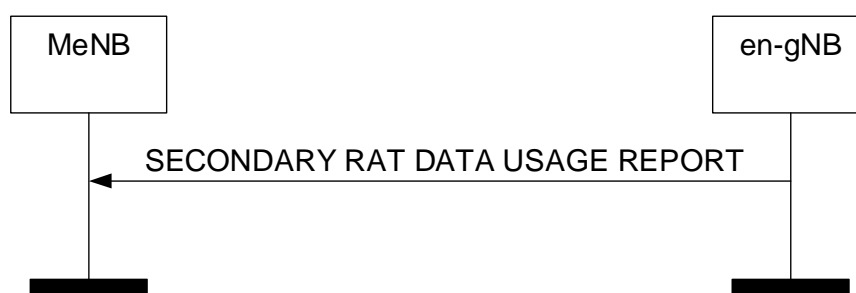 MeNB
en-gNB
SECONDARY RAT DATA USAGE REPORT